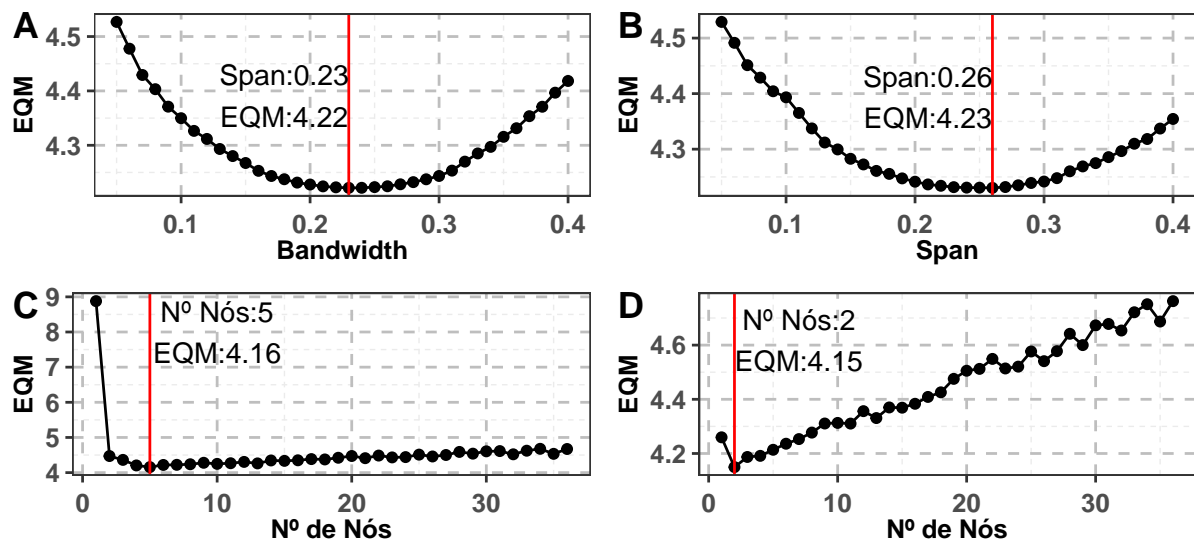 A
4.5
4.4
4.3
EQM
Span:0.23
EQM:4.22
0.1 0.2 0.3 0.4
Bandwidth
B
4.5
4.4
4.3
EQM
Span:0.26
EQM:4.23
0.1 0.2 0.3 0.4
Span
C
9
8
7
6
5
4
EQM
Nº Nós:5
EQM:4.16
0 10 20 30
Nº de Nós
D
4.6
4.4
4.2
EQM
Nº Nós:2
EQM:4.15
0 10 20 30
Nº de Nós